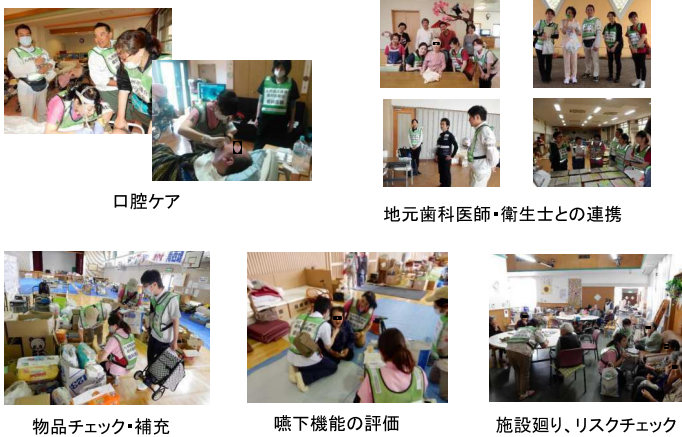 口腔ケア
地元歯科医師・衛生士との連携
物品チェック・補充
嚥下機能の評価
施設廻り、リスクチェック